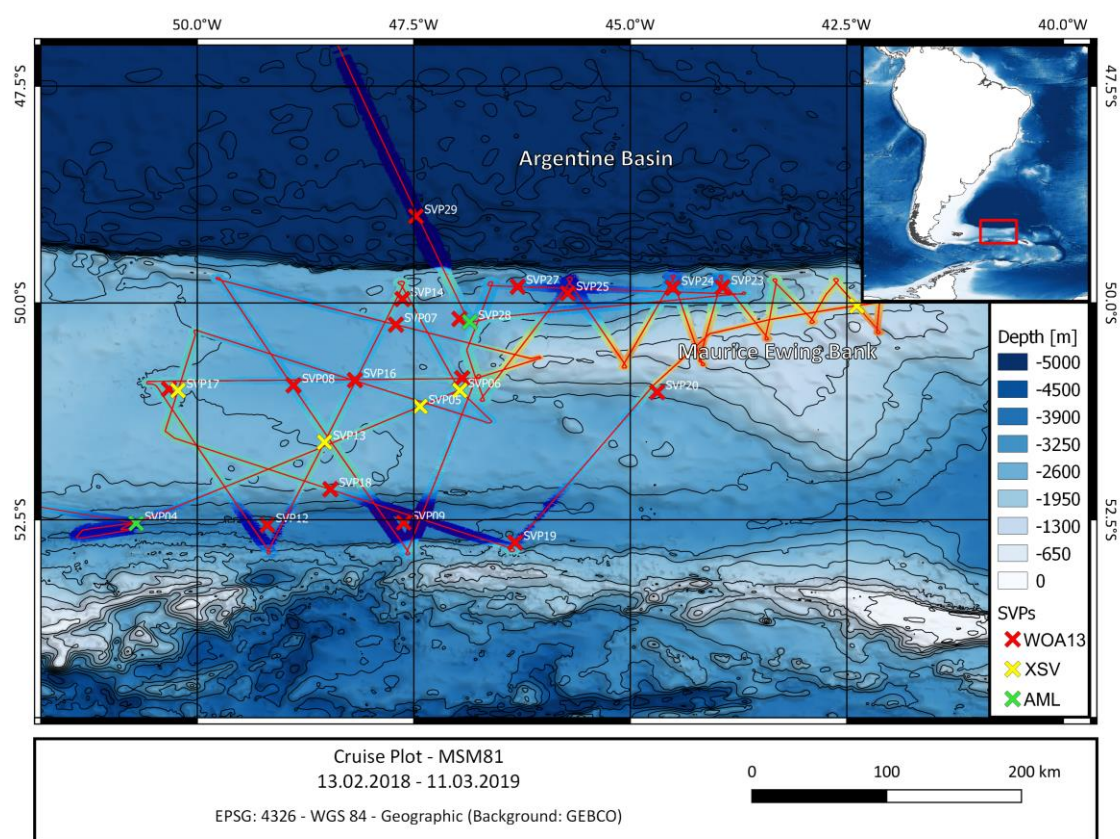 50.0°W 47.5°W 45.0°W 42.5°W 40.0°W
47.5°S 47.5°S
Argentine Basin
SVP29
SVP27 SVP24 SVP23
SVP25
SVP14
50.0°S 50.0°S
SVP28
SVP07
Maurice Ewing Bank
SVP16
SVP08 SVP06
SVP17 SVP20
SVP05
SVP13
SVP18
SVP04 SVP12 SVP09
52.5°S 52.5°S
SVP19
Depth [m]
-5000
-4500
-3900
-3250
-2600
-1950
-1300
-650
0
SVPs
WOA13
XSV
AML
Cruise Plot - MSM81
13.02.2018 - 11.03.2019
EPSG: 4326 - WGS 84 - Geographic (Background: GEBCO)
0 100 200 km